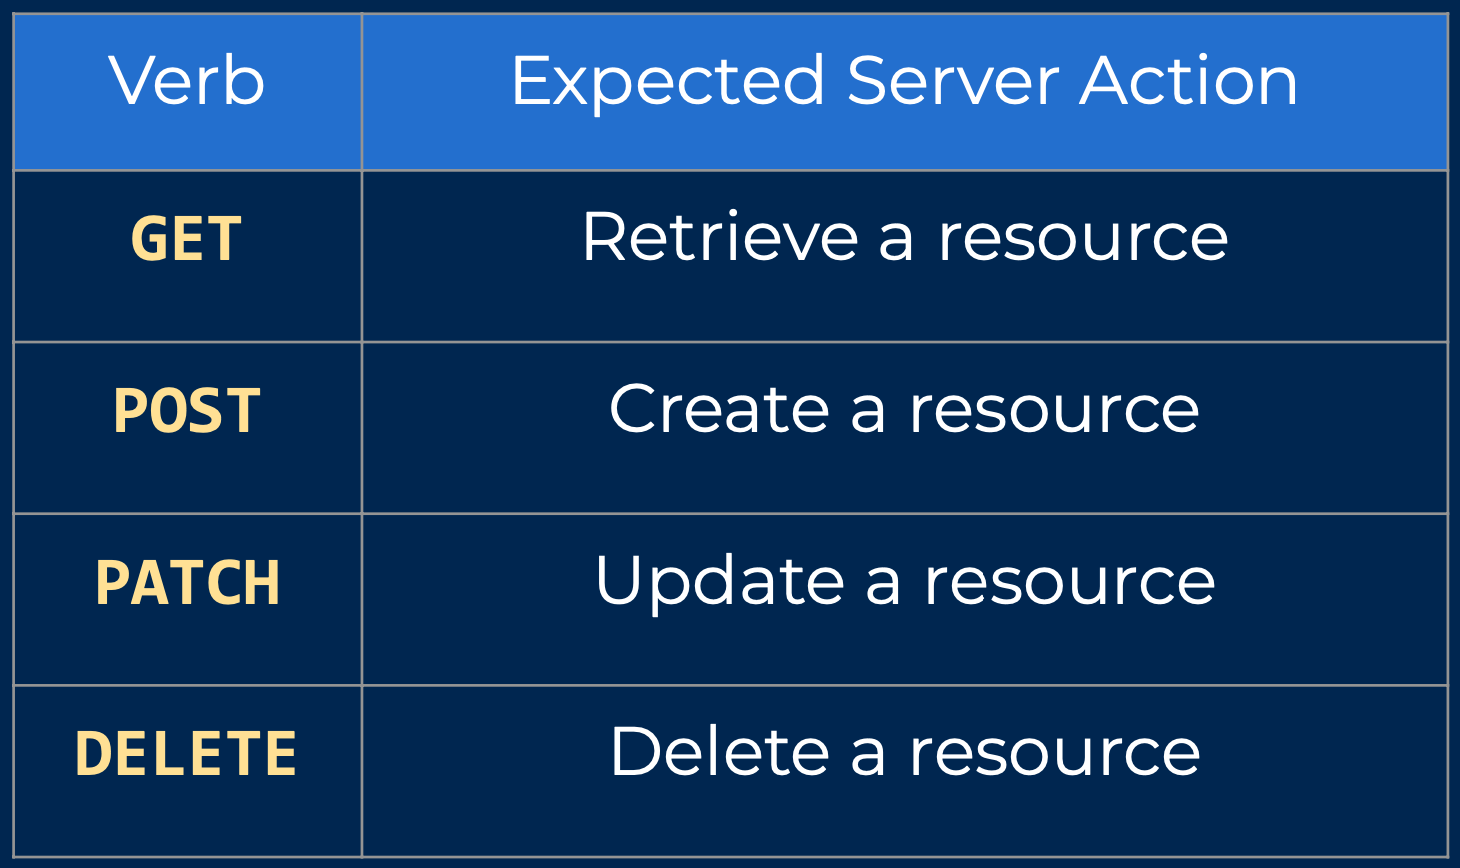 Verb Expected Server Action
GET Retrieve a resource
POST Create a resource
PATCH Update a resource
DELETE Delete a resource